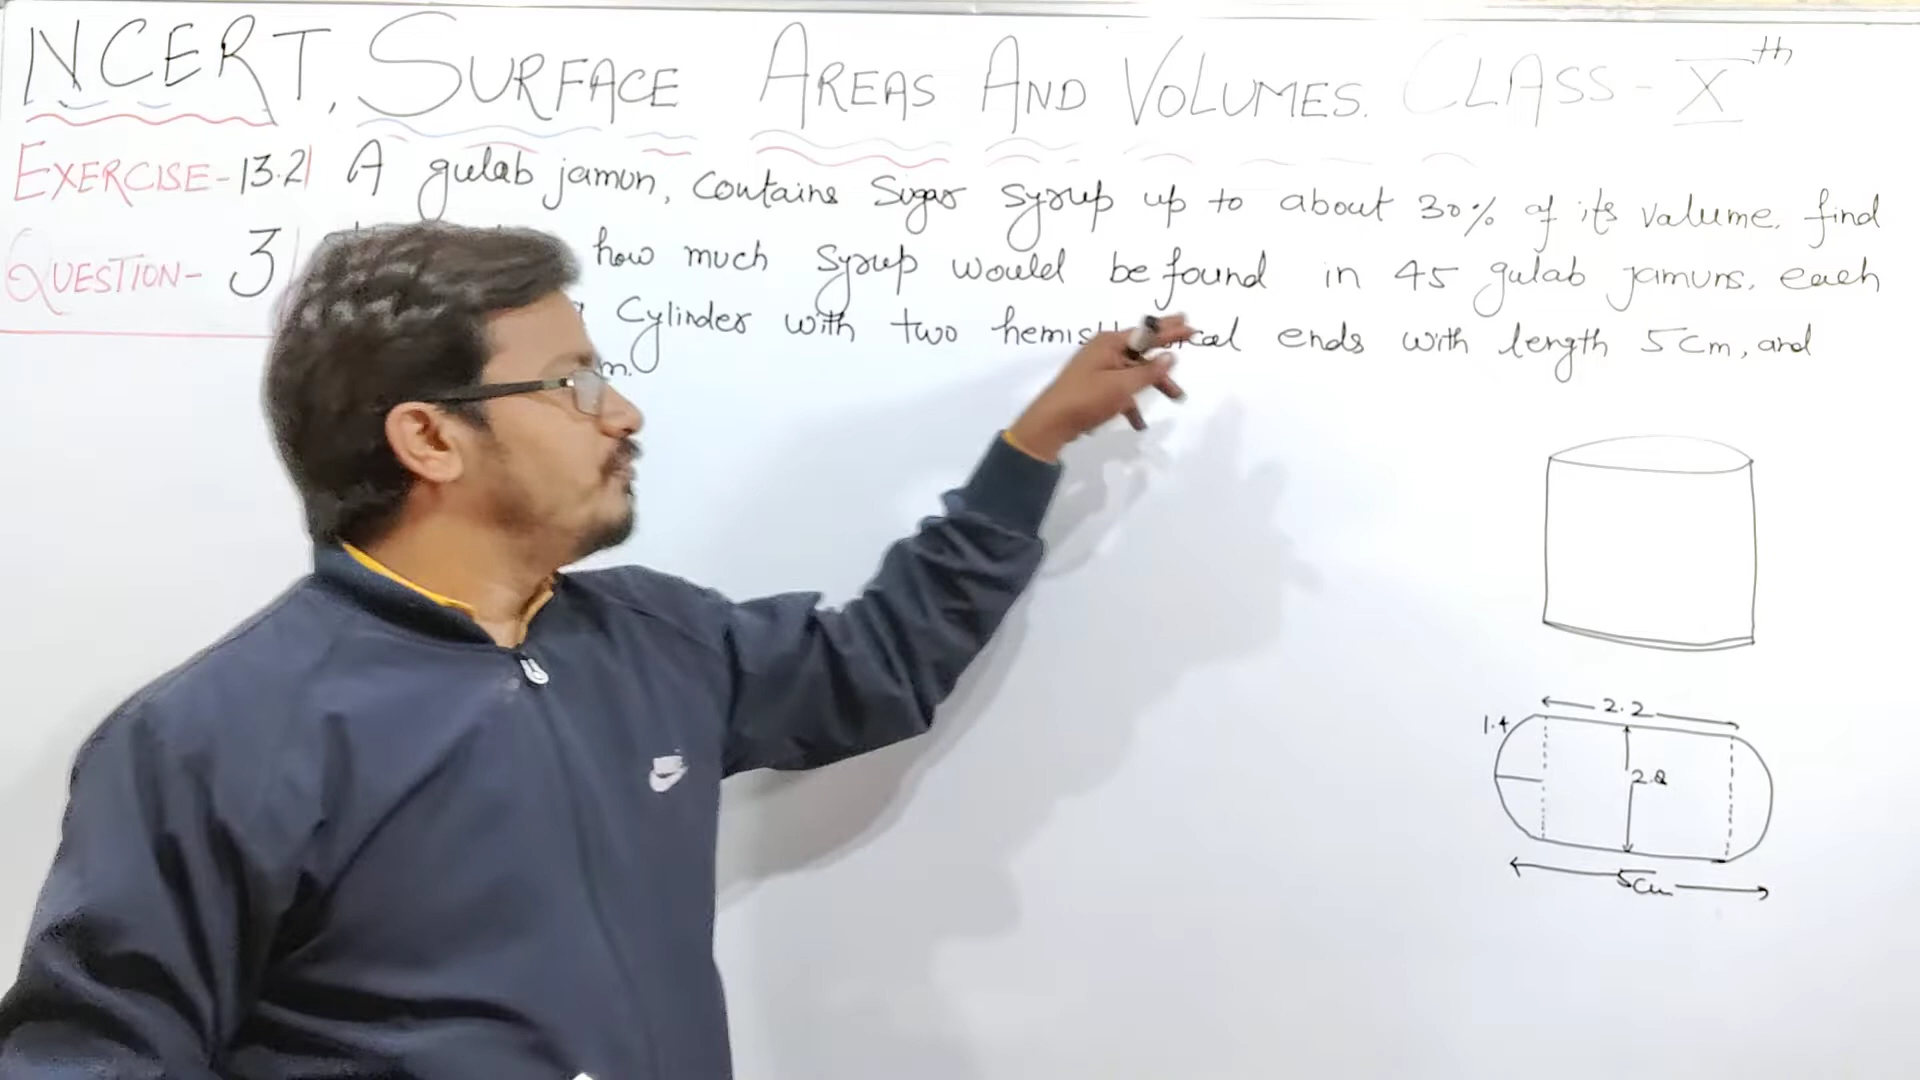 NCERT, SURFACE AREAS AND VOLUMES. CLASS - X th
EXERCISE - 13.2 A gulab jamun, contains sugar syrup up to about 30% of its valume. find
QUESTION - 3 how much syrup would be found in 45 gulab jamuns, each
Cylinder with two ends with length 5 cm, and
m.
2.2
1.4
2.8
5cm